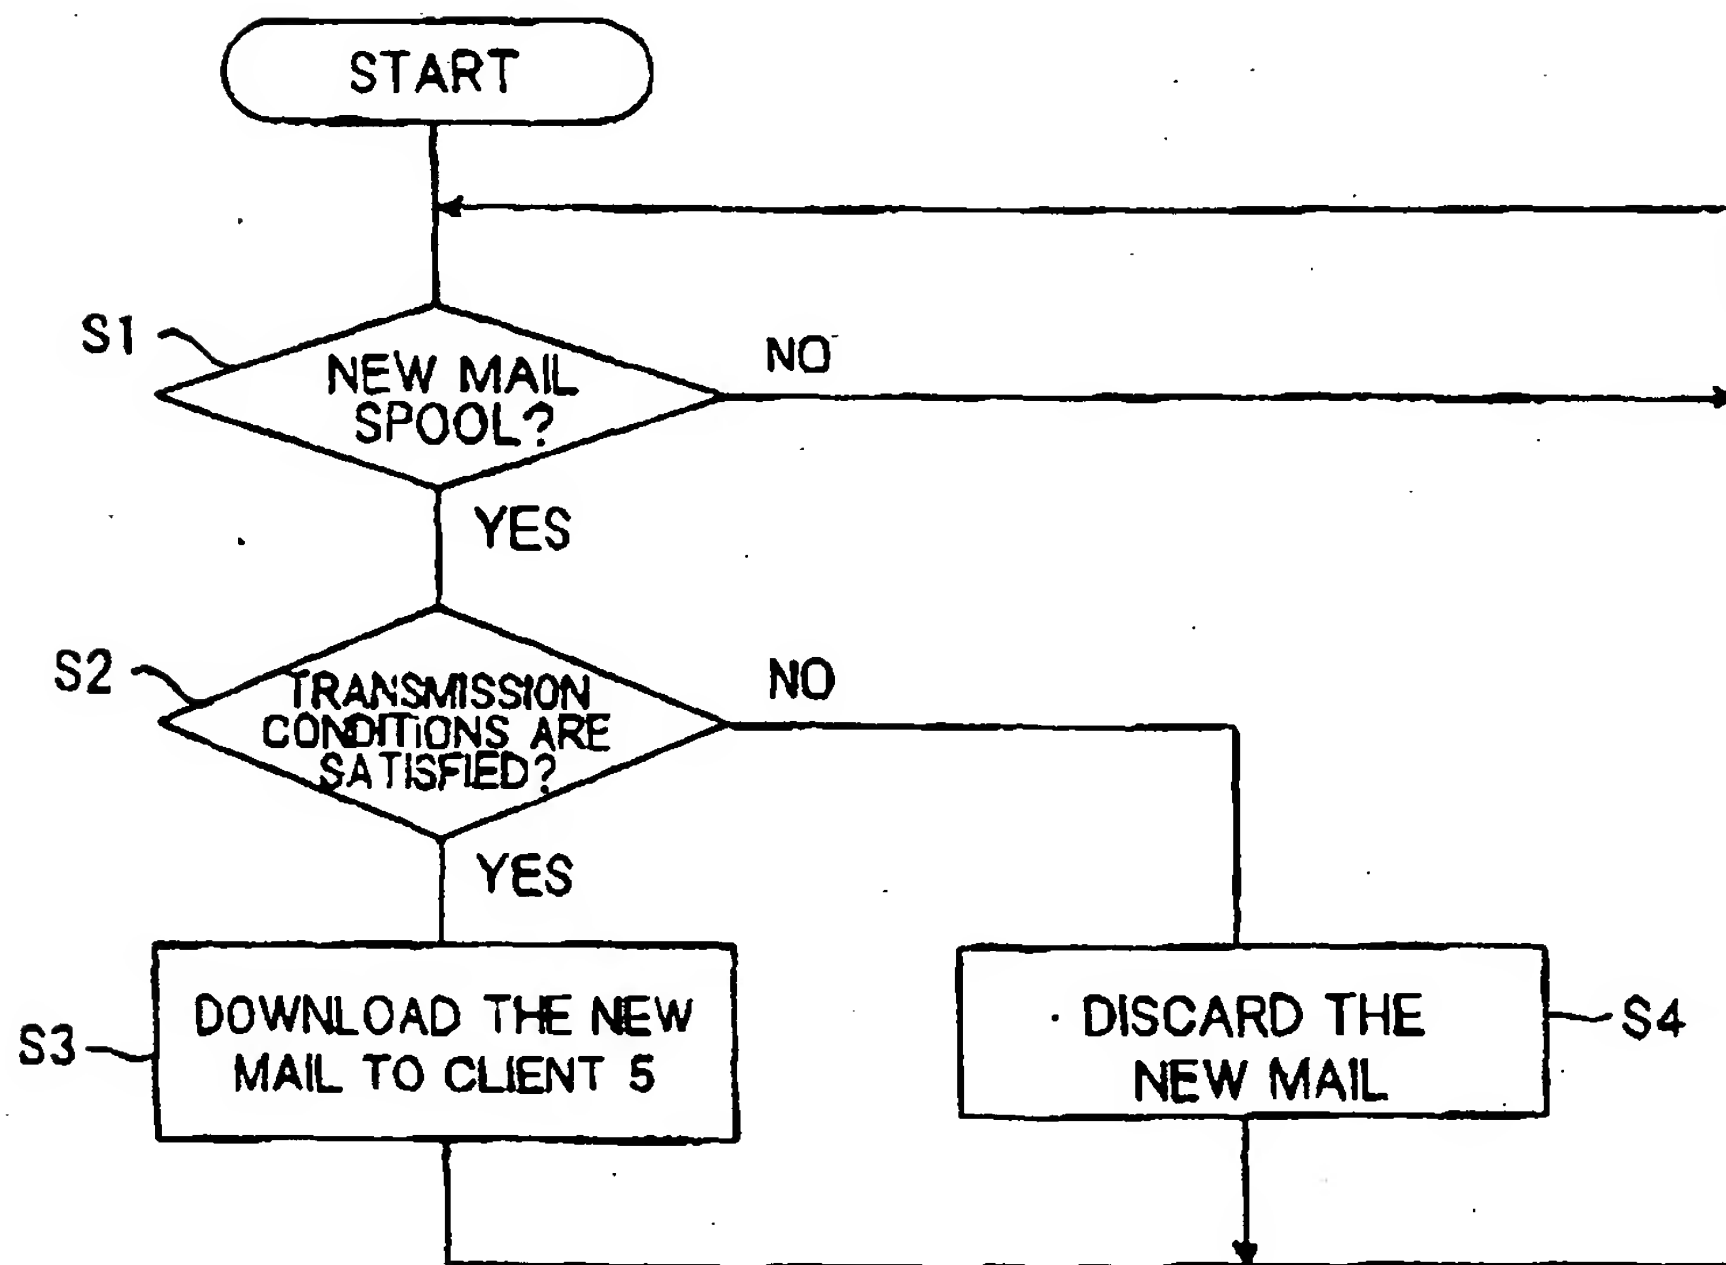 START
S1
NEW MAIL
SPOOL?
NO
YES
S2
TRANSMISSION
CONDITIONS ARE
SATISFIED?
NO
YES
S3
DOWNLOAD THE NEW
MAIL TO CLIENT 5
DISCARD THE
NEW MAIL
S4